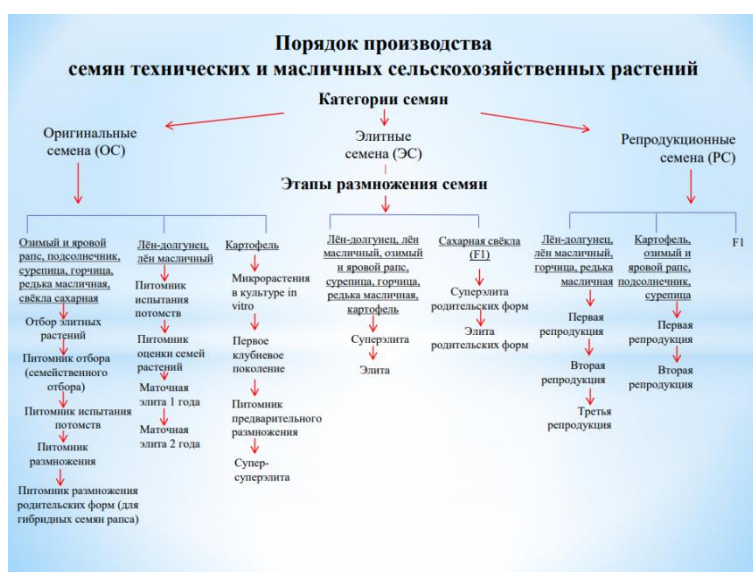 Порядок производства
семян технических и масличных сельскохозяйственных растений
Категории семян
Оригинальные
семена (ОС)
Элитные
семена (ЭС)
Репродукционные
семена (РС)
Этапы размножения семян
Озимый и яровой
рапс, подсолнечник,
сурепица, горчица,
редька масличная,
свёкла сахарная
Отбор элитных
растений
Питомник отбора
(семейственного
отбора)
Питомник испытания
потомств
Питомник
размножения
Питомник размножения
родительских форм (для
гибридных семян рапса)
Лён-долгунец,
лён масличный
Питомник
испытания
потомств
Питомник
оценки семей
растений
Маточная
элита 1 года
Маточная
элита 2 года
Картофель
Микрорастения
в культуре in
vitro
Первое
клубневое
поколение
Питомник
предварительного
размножения
Супер-
суперэлита
Лён-долгунец, лён
масличный, озимый
и яровой рапс,
сурепица, горчица,
редька масличная,
картофель
Суперэлита
Элита
Сахарная свёкла
(F1)
Суперэлита
родительских форм
Элита
родительских форм
Лён-долгунец,
лён масличный,
горчица, редька
масличная
Первая
репродукция
Вторая
репродукция
Третья
репродукция
Картофель,
озимый и
яровой рапс,
подсолнечник,
сурепица
Первая
репродукция
Вторая
репродукция
F1